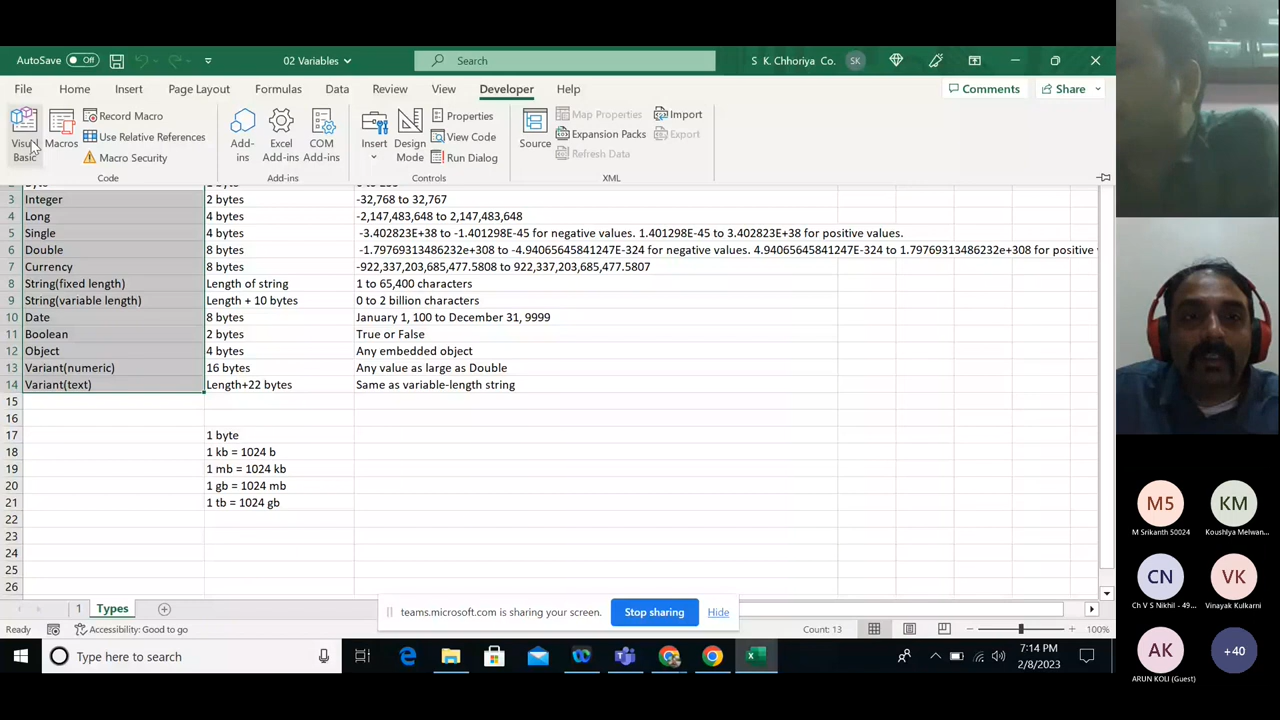 AutoSave Off 02 Variables Search S K. Chhoriya Co. SK
File Home Insert Page Layout Formulas Data Review View Developer Help Comments Share
Visual Basic
Macros
Record Macro
Use Relative References
Macro Security
Code
Add-ins
Excel Add-ins
COM Add-ins
Add-ins
Insert
Design Mode
Properties
View Code
Run Dialog
Controls
Source
Map Properties
Expansion Packs
Refresh Data
Import
Export
XML
3 Integer 2 bytes -32,768 to 32,767
4 Long 4 bytes -2,147,483,648 to 2,147,483,648
5 Single 4 bytes -3.402823E+38 to -1.401298E-45 for negative values. 1.401298E-45 to 3.402823E+38 for positive values.
6 Double 8 bytes -1.79769313486232e+308 to -4.94065645841247E-324 for negative values. 4.94065645841247E-324 to 1.79769313486232e+308 for positive
7 Currency 8 bytes -922,337,203,685,477.5808 to 922,337,203,685,477.5807
8 String(fixed length) Length of string 1 to 65,400 characters
9 String(variable length) Length + 10 bytes 0 to 2 billion characters
10 Date 8 bytes January 1, 100 to December 31, 9999
11 Boolean 2 bytes True or False
12 Object 4 bytes Any embedded object
13 Variant(numeric) 16 bytes Any value as large as Double
14 Variant(text) Length+22 bytes Same as variable-length string
15
16
17 1 byte
18 1 kb = 1024 b
19 1 mb = 1024 kb
20 1 gb = 1024 mb
21 1 tb = 1024 gb
22
23
24
25
26
1 Types
teams.microsoft.com is sharing your screen. Stop sharing Hide
Ready Accessibility: Good to go Count: 13 100%
Type here to search
7:14 PM
2/8/2023
M5
M Srikanth 50024
KM
Koushlya Melwan...
CN
Ch V S Nikhil - 49...
VK
Vinayak Kulkarni
AK
ARUN KOLI (Guest)
+40